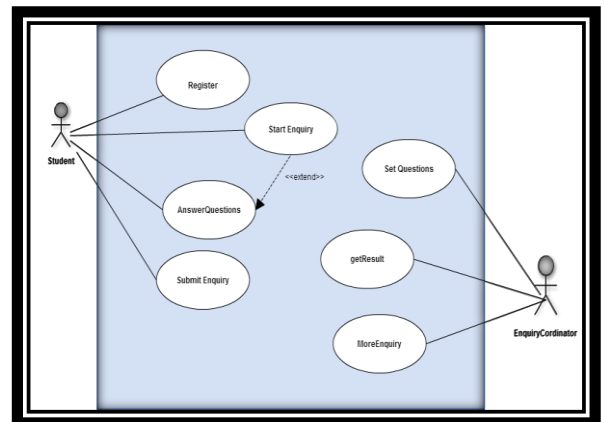 Register
Start Enquiry
Student
<<extend>>
Set Questions
AnswerQuestions
getResult
Submit Enquiry
EnquiryCordinator
MoreEnquiry